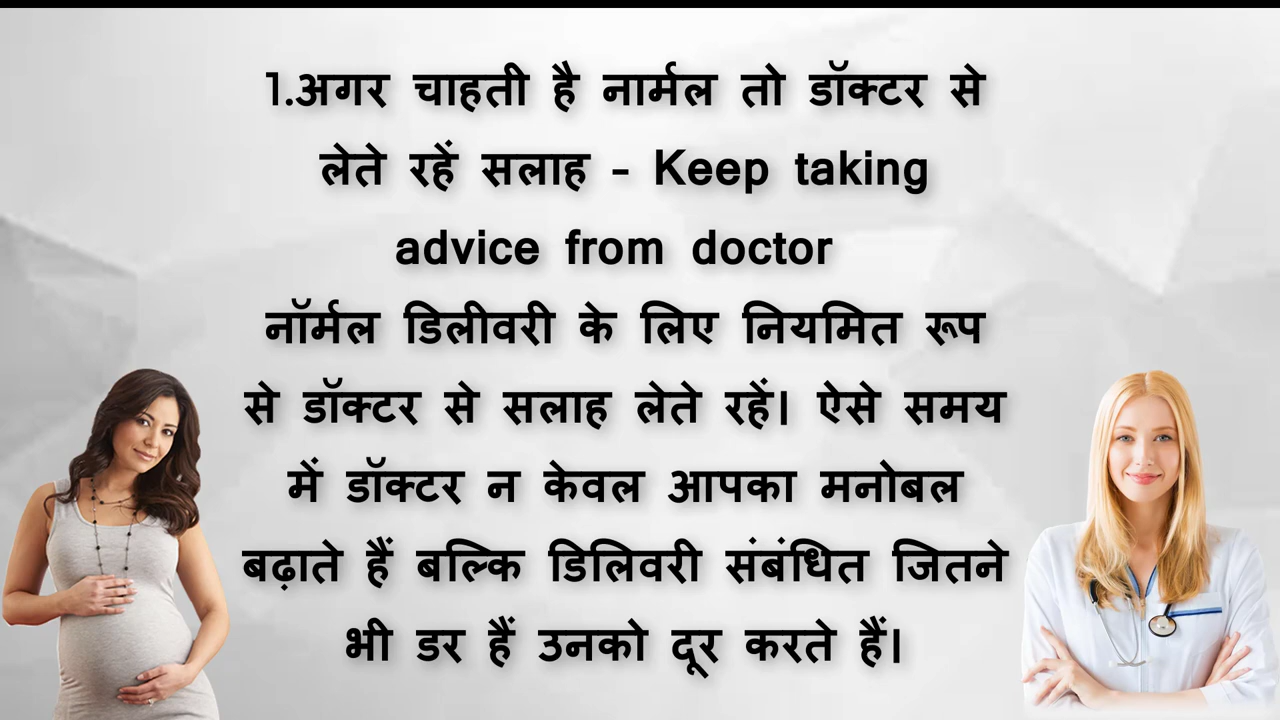 1.अगर चाहती है नार्मल तो डॉक्टर से
लेते रहें सलाह - Keep taking
advice from doctor
नॉर्मल डिलीवरी के लिए नियमित रूप
से डॉक्टर से सलाह लेते रहें। ऐसे समय
में डॉक्टर न केवल आपका मनोबल
बढ़ाते हैं बल्कि डिलिवरी संबंधित जितने
भी डर हैं उनको दूर करते हैं।